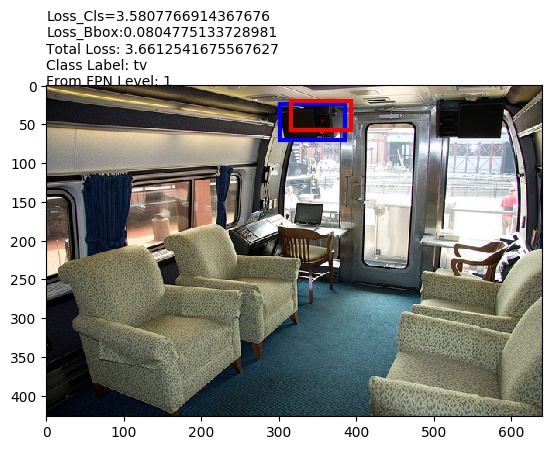 Loss_Cls=3.5807766914367676
Loss_Bbox:0.0804775133728981
Total Loss: 3.6612541675567627
Class Label: tv
From FPN Level: 1
0
50
100
150
200
250
300
350
400
0 100 200 300 400 500 600